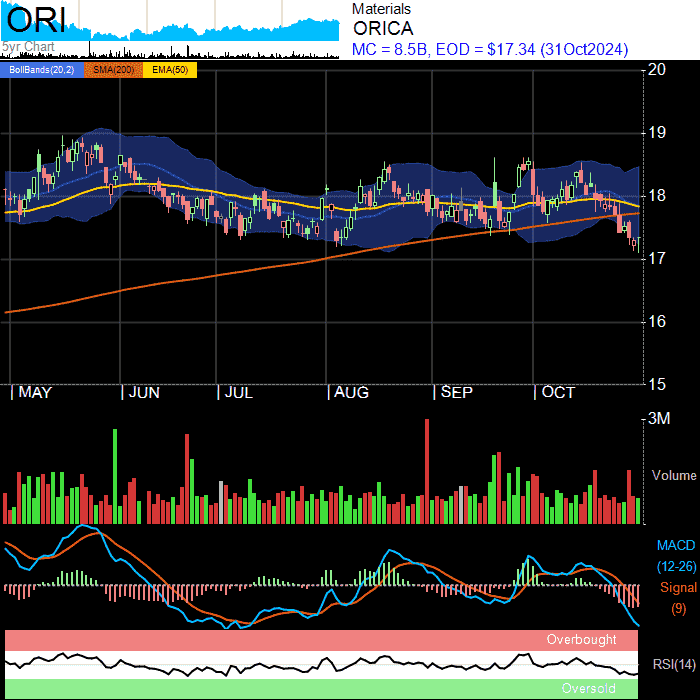 ORI
5yr Chart
Materials
ORICA
MC = 8.5B, EOD = $17.34 (31Oct2024)
BollBands(20,2) SMA(200) EMA(50)
20
19
18
17
16
15
MAY JUN JUL AUG SEP OCT
3M
Volume
MACD
(12-26)
Signal
(9)
Overbought
RSI(14)
Oversold